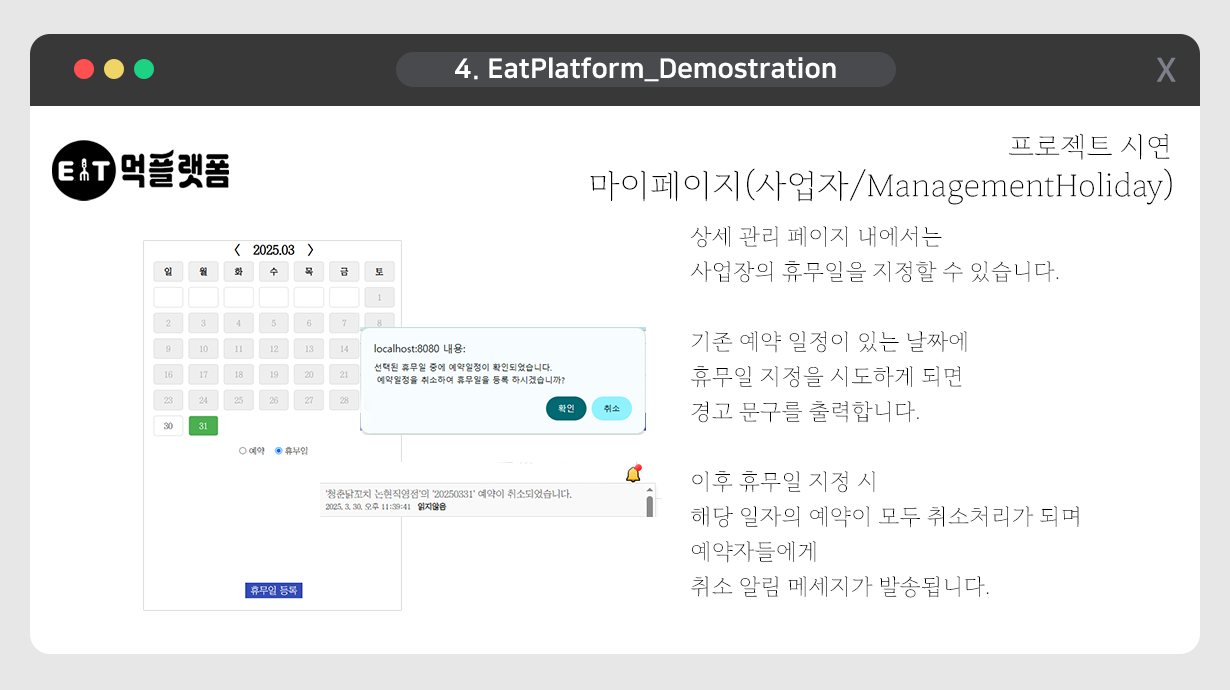 4. EatPlatform_Demostration
X
EAT 먹플랫폼
프로젝트 시연
마이페이지(사업자/ManagementHoliday)
〈 2025.03 〉
일 월 화 수 목 금 토
1
2 3 4 5 6 7 8
9 10 11 12 13 14
16 17 18 19 20 21
23 24 25 26 27 28
30 31
예약 휴무일
localhost:8080 내용:
선택된 휴무일 중에 예약일정이 확인되었습니다.
예약일정을 취소하여 휴무일을 등록 하시겠습니까?
확인 취소
'청춘닭꼬치 논현직영점'의 '20250331' 예약이 취소되었습니다.
2025. 3. 30. 오후 11:39:41 읽지않음
휴무일 등록
상세 관리 페이지 내에서는
사업장의 휴무일을 지정할 수 있습니다.
기존 예약 일정이 있는 날짜에
휴무일 지정을 시도하게 되면
경고 문구를 출력합니다.
이후 휴무일 지정 시
해당 일자의 예약이 모두 취소처리가 되며
예약자들에게
취소 알림 메세지가 발송됩니다.